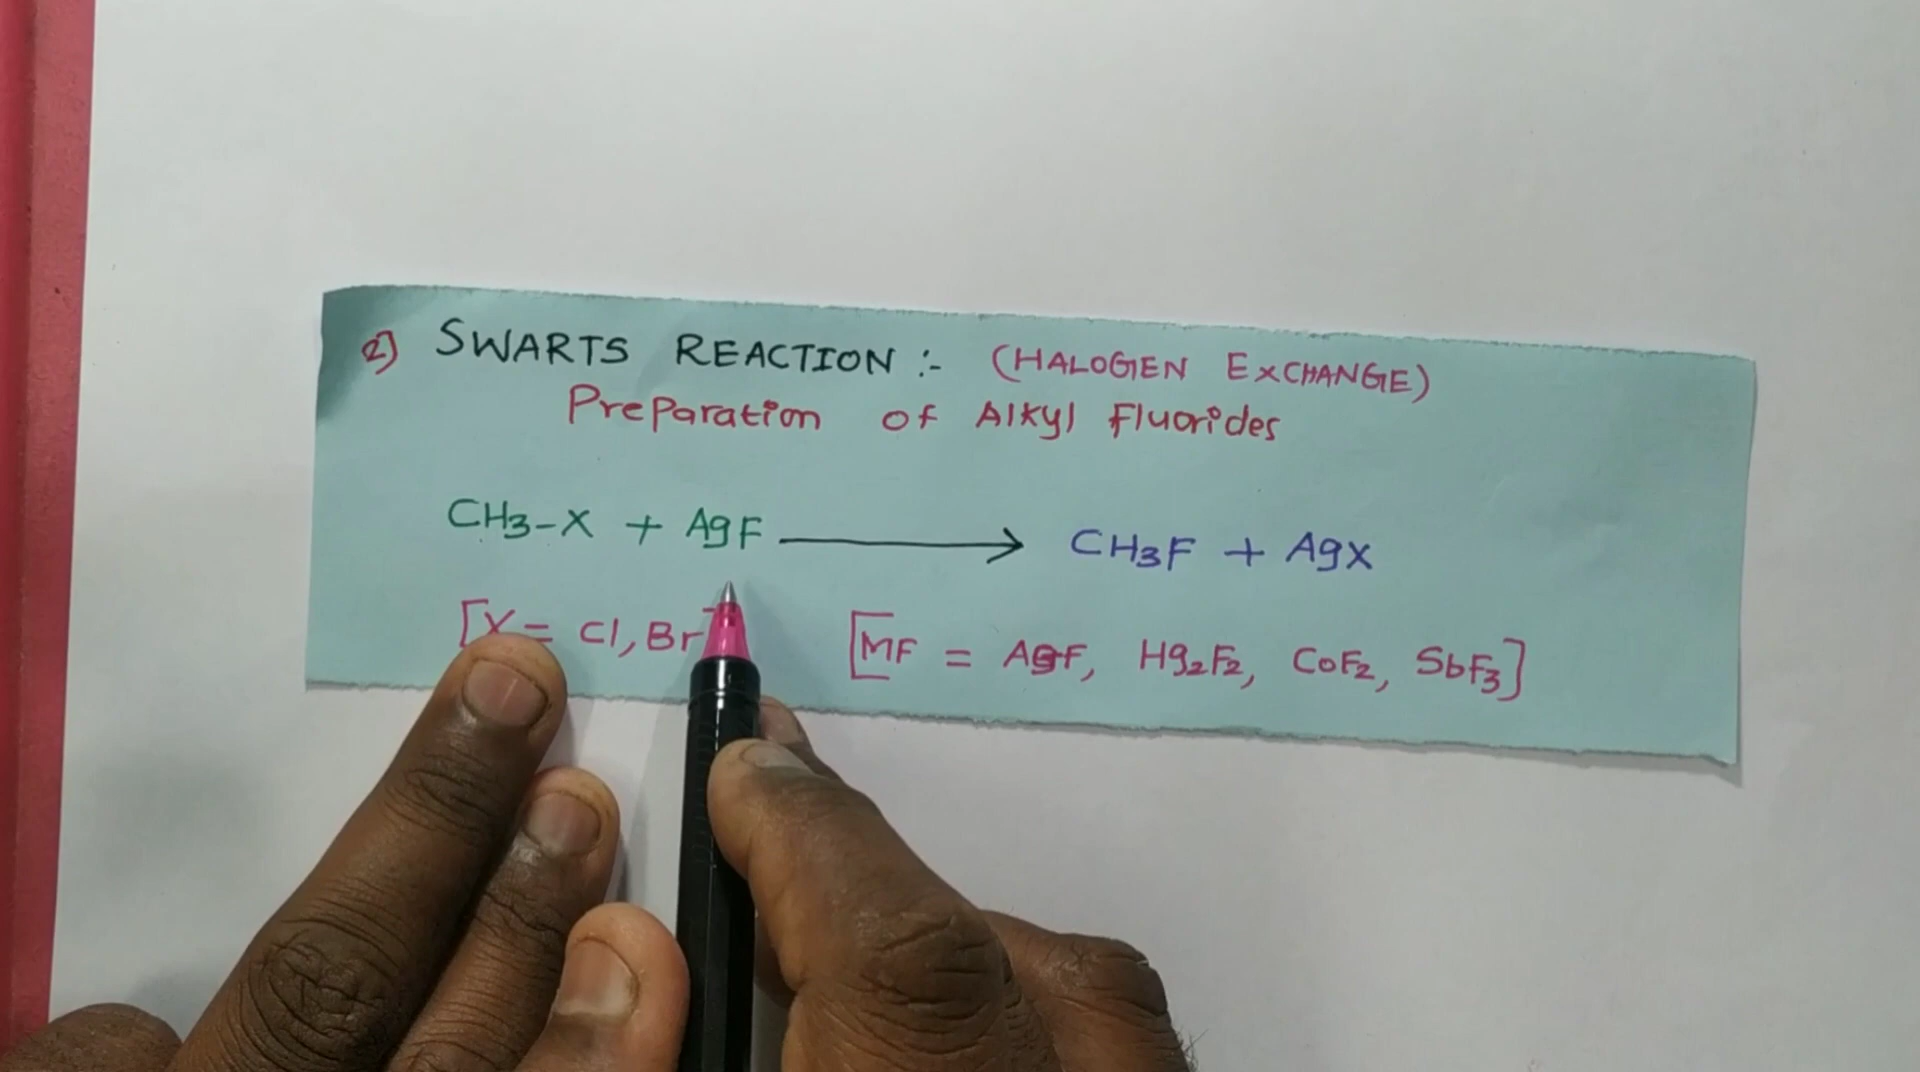 2) SWARTS REACTION :- (HALOGEN EXCHANGE)
Preparation of Alkyl Fluorides
CH3-X + AgF ⟶ CH3F + AgX
[X = Cl, Br] [MF = AgF, Hg2F2, CoF2, SbF3]